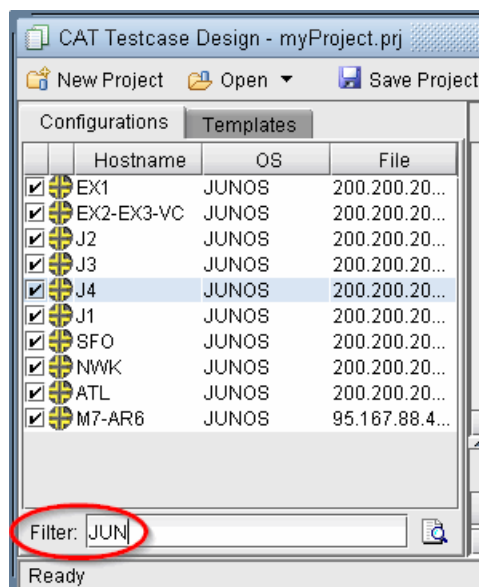 CAT Testcase Design - myProject.prj
New Project Open Save Project
Configurations Templates
Hostname OS File
EX1 JUNOS 200.200.20...
EX2-EX3-VC JUNOS 200.200.20...
J2 JUNOS 200.200.20...
J3 JUNOS 200.200.20...
J4 JUNOS 200.200.20...
J1 JUNOS 200.200.20...
SFO JUNOS 200.200.20...
NWK JUNOS 200.200.20...
ATL JUNOS 200.200.20...
M7-AR6 JUNOS 95.167.88.4...
Filter: JUN
Ready